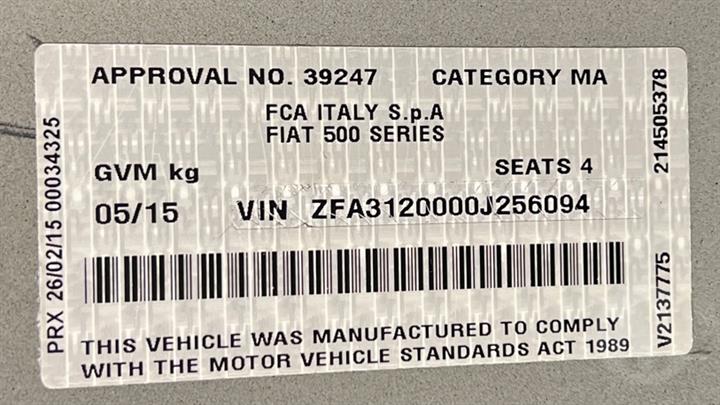 APPROVAL NO. 39247 CATEGORY MA
FCA ITALY S.p.A
FIAT 500 SERIES
GVM kg SEATS 4
05/15 VIN ZFA3120000J256094
THIS VEHICLE WAS MANUFACTURED TO COMPLY
WITH THE MOTOR VEHICLE STANDARDS ACT 1989
PRX 26/02/15 00034325
V2137775 214505378